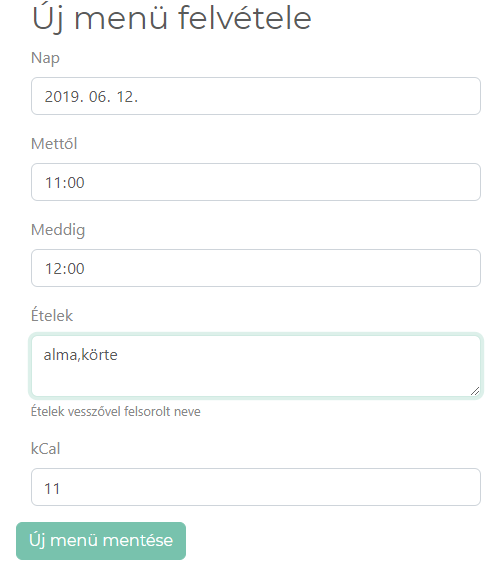 Új menü felvétele
Nap
2019. 06. 12.
Mettől
11:00
Meddig
12:00
Ételek
alma,körte
Ételek vesszővel felsorolt neve
kCal
11
Új menü mentése